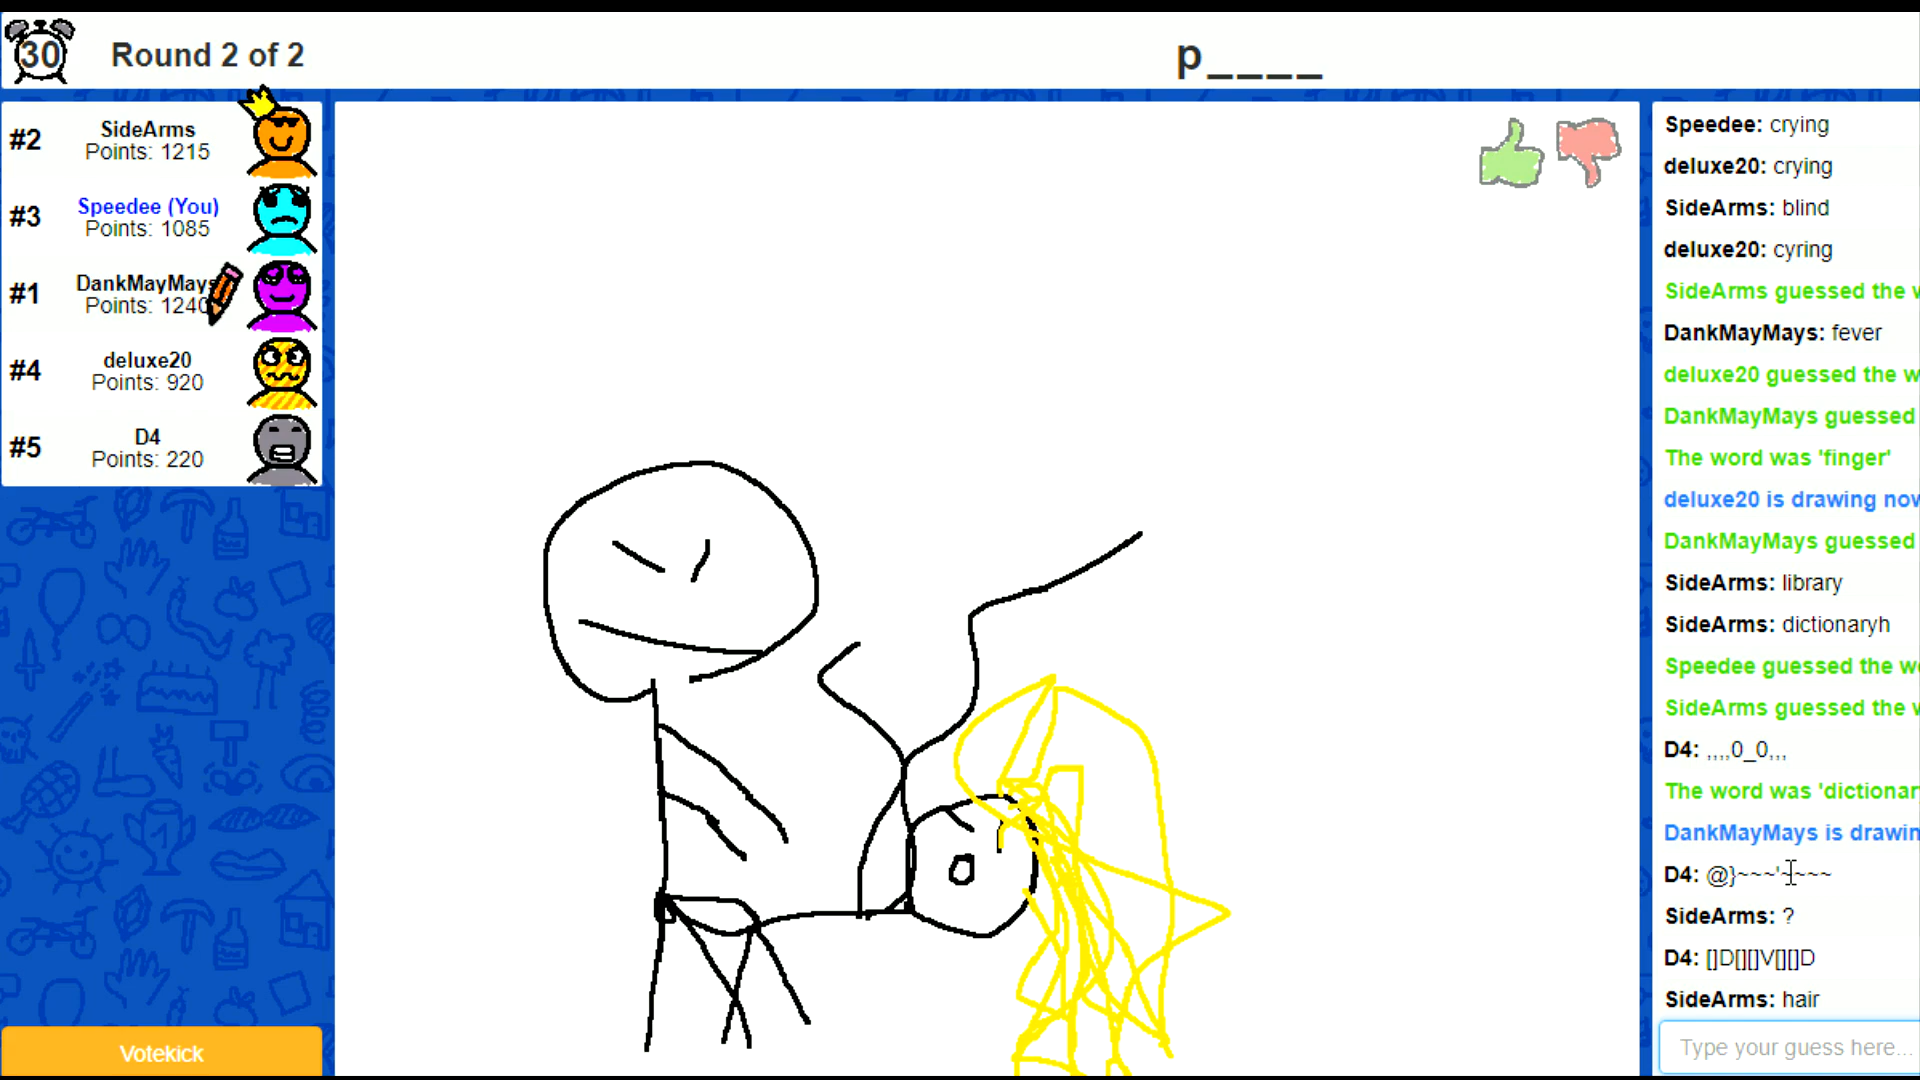 30
Round 2 of 2
p____
#2
SideArms
Points: 1215
#3
Speedee (You)
Points: 1085
#1
DankMayMays
Points: 1240
#4
deluxe20
Points: 920
#5
D4
Points: 220
Votekick
Speedee: crying
deluxe20: crying
SideArms: blind
deluxe20: cyring
SideArms guessed the w
DankMayMays: fever
deluxe20 guessed the w
DankMayMays guessed
The word was 'finger'
deluxe20 is drawing now
DankMayMays guessed
SideArms: library
SideArms: dictionaryh
Speedee guessed the wo
SideArms guessed the w
D4: ,,,,0_0,,,
The word was 'dictionar
DankMayMays is drawin
D4:
SideArms: ?
D4: []D[][]V[][]D
SideArms: hair
Type your guess here...